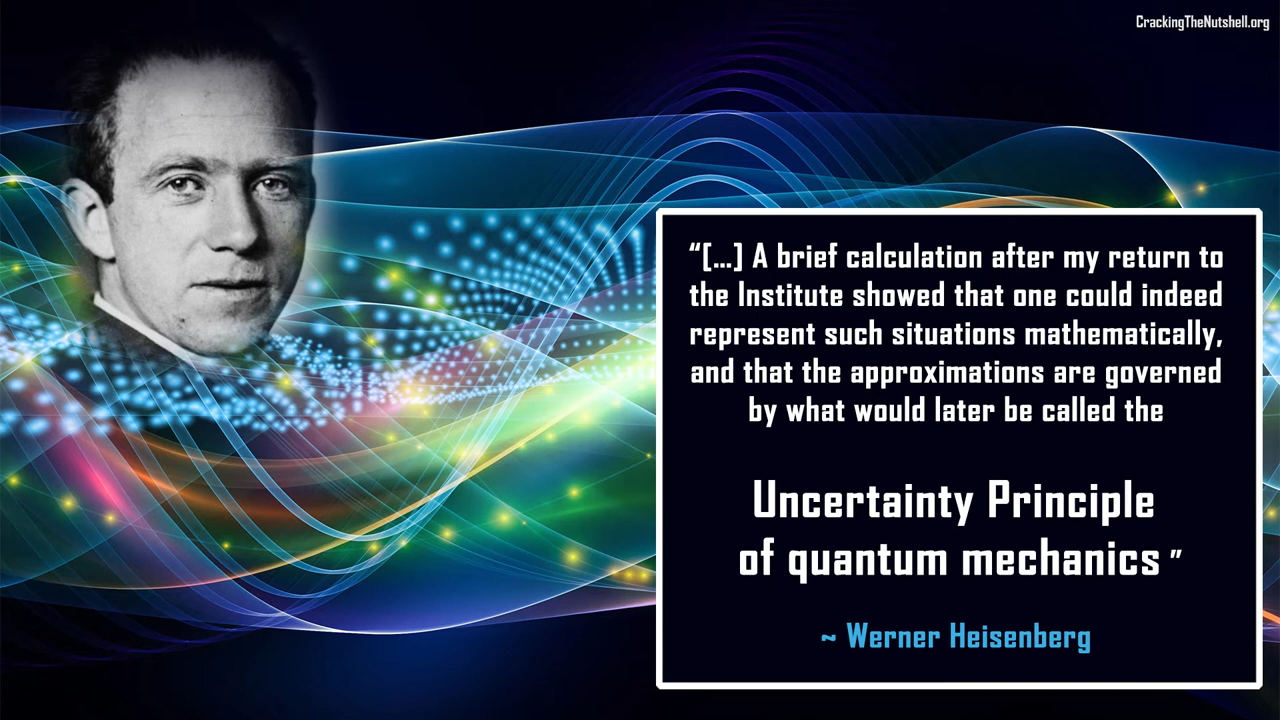 CrackingTheNutshell.org
“[...] A brief calculation after my return to
the Institute showed that one could indeed
represent such situations mathematically,
and that the approximations are governed
by what would later be called the
Uncertainty Principle
of quantum mechanics ”
~ Werner Heisenberg